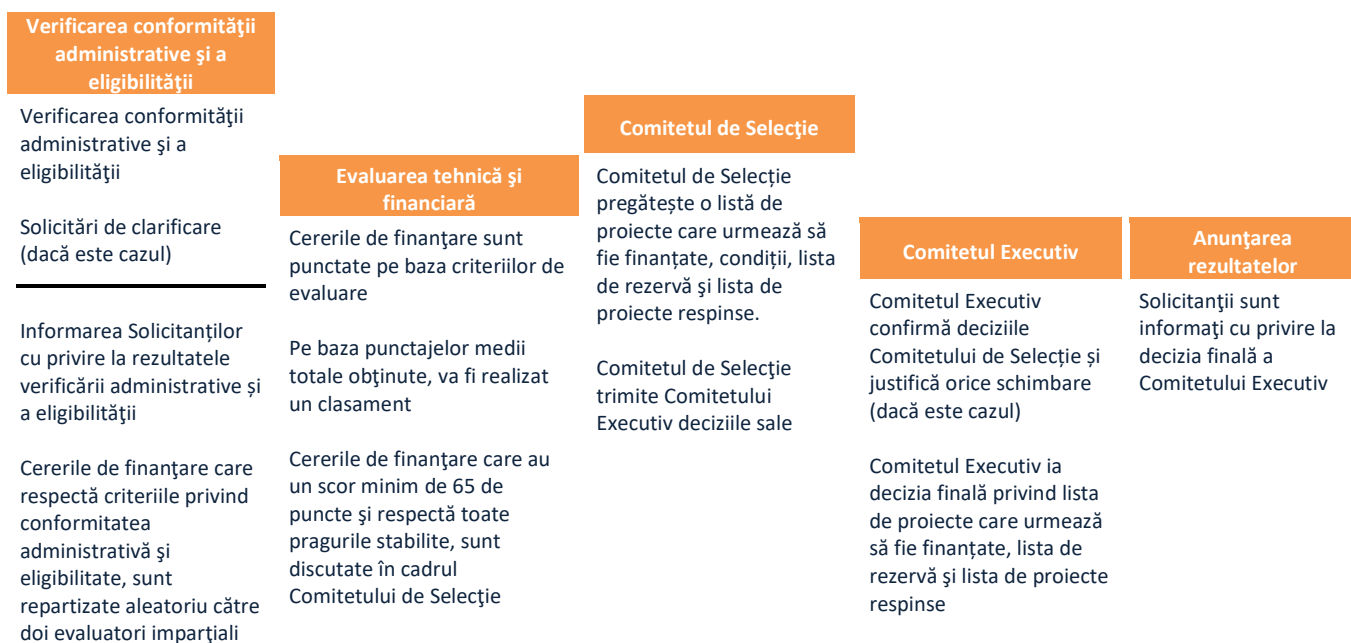 Verificarea conformităţii
administrative şi a
eligibilităţii
Verificarea conformităţii
administrative şi a
eligibilităţii
Solicitări de clarificare
(dacă este cazul)
Informarea Solicitanților
cu privire la rezultatele
verificării administrative și
a eligibilităţii
Cererile de finanţare care
respectă criteriile privind
conformitatea
administrativă şi
eligibilitate, sunt
repartizate aleatoriu către
doi evaluatori imparţiali
Evaluarea tehnică şi
financiară
Cererile de finanţare sunt
punctate pe baza criteriilor de
evaluare
Pe baza punctajelor medii
totale obţinute, va fi realizat
un clasament
Cererile de finanţare care au
un scor minim de 65 de
puncte şi respectă toate
pragurile stabilite, sunt
discutate în cadrul
Comitetului de Selecţie
Comitetul de Selecţie
Comitetul de Selecție
pregătește o listă de
proiecte care urmează să
fie finanțate, condiții, lista
de rezervă şi lista de
proiecte respinse.
Comitetul de Selecţie
trimite Comitetului
Executiv deciziile sale
Comitetul Executiv
Comitetul Executiv
confirmă deciziile
Comitetului de Selecție și
justifică orice schimbare
(dacă este cazul)
Comitetul Executiv ia
decizia finală privind lista
de proiecte care urmează
să fie finanțate, lista de
rezervă şi lista de proiecte
respinse
Anunţarea
rezultatelor
Solicitanţii sunt
informaţi cu privire la
decizia finală a
Comitetului Executiv